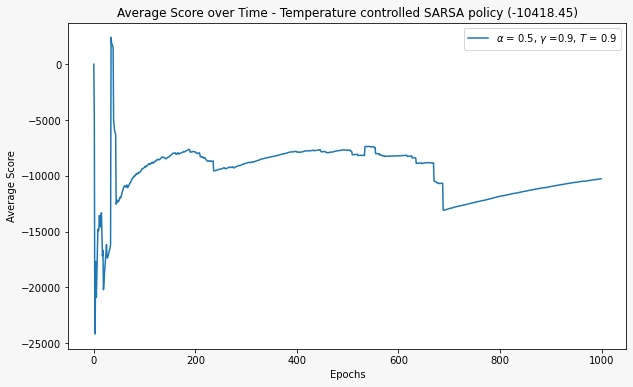 Average Score over Time - Temperature controlled SARSA policy (-10418.45)
α = 0.5, γ =0.9, T = 0.9
0
−5000
−10000
−15000
−20000
−25000
Average Score
0 200 400 600 800 1000
Epochs